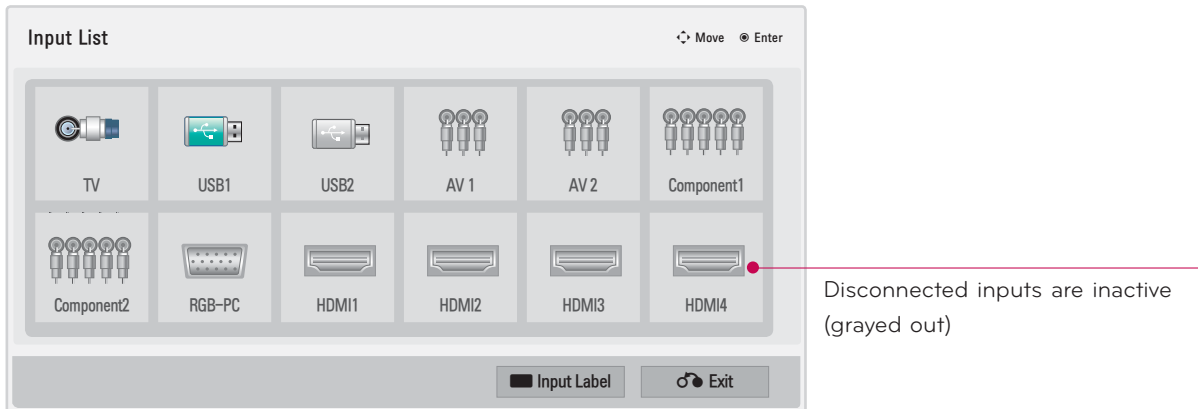 Input List
Move Enter
TV USB1 USB2 AV 1 AV 2 Component1
Component2 RGB-PC HDMI1 HDMI2 HDMI3 HDMI4
Disconnected inputs are inactive
(grayed out)
Input Label Exit